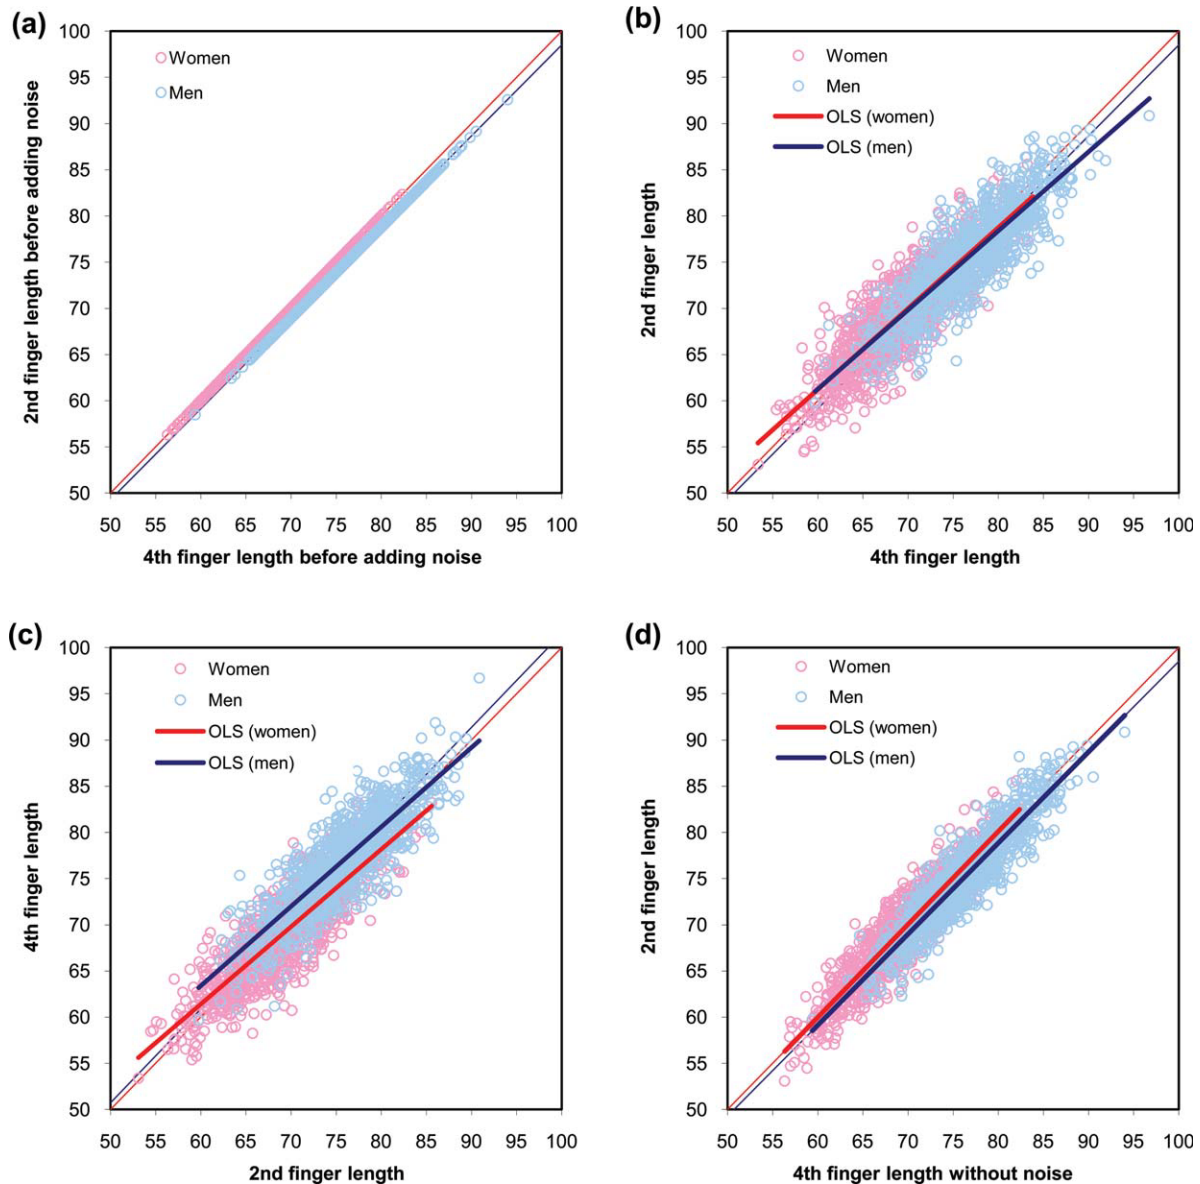 (a)
100
95
90
85
80
75
70
65
60
55
50
2nd finger length before adding noise
Women
Men
50 55 60 65 70 75 80 85 90 95 100
4th finger length before adding noise
(b)
100
95
90
85
80
75
70
65
60
55
50
2nd finger length
Women
Men
OLS (women)
OLS (men)
50 55 60 65 70 75 80 85 90 95 100
4th finger length
(c)
100
95
90
85
80
75
70
65
60
55
50
4th finger length
Women
Men
OLS (women)
OLS (men)
50 55 60 65 70 75 80 85 90 95 100
2nd finger length
(d)
100
95
90
85
80
75
70
65
60
55
50
2nd finger length
Women
Men
OLS (women)
OLS (men)
50 55 60 65 70 75 80 85 90 95 100
4th finger length without noise